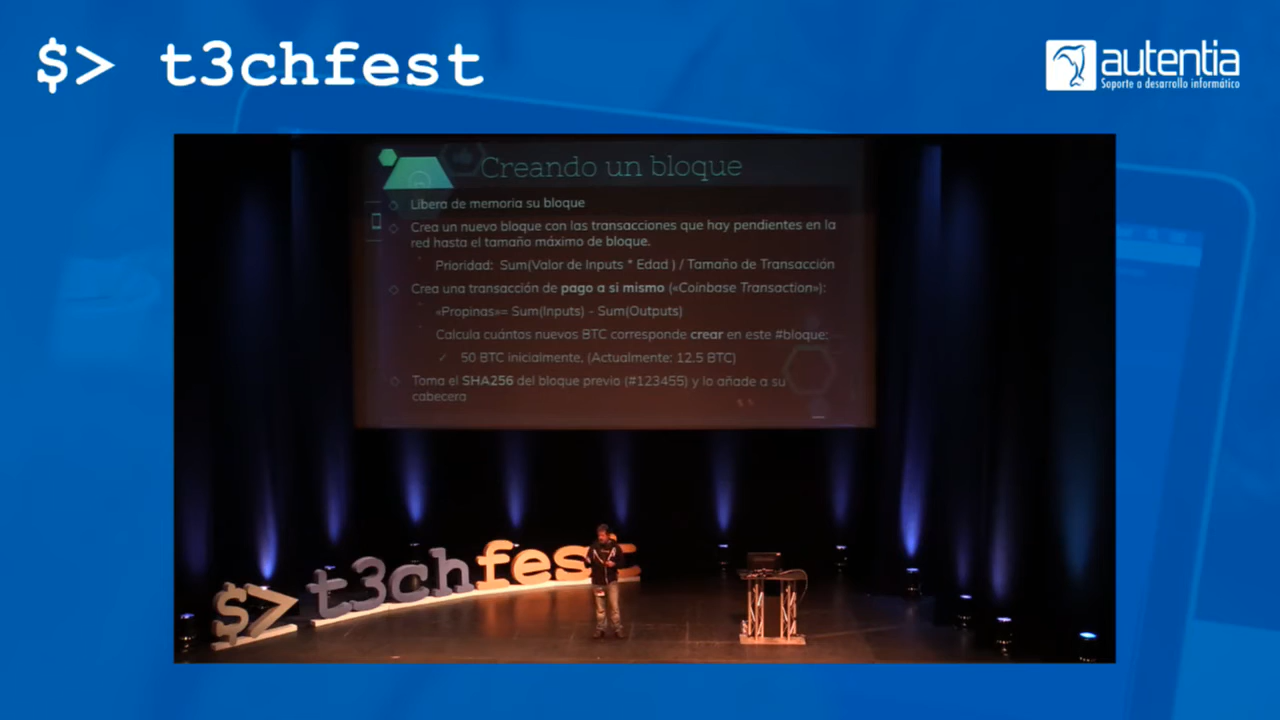 $> t3chfest
autentia
Soporte a desarrollo informático
Creando un bloque
Libera de memoria su bloque
Crea un nuevo bloque con las transacciones que hay pendientes en la
red hasta el tamaño máximo de bloque.
Prioridad: Sum(Valor de Inputs * Edad ) / Tamaño de Transacción
Crea una transacción de pago a si mismo («Coinbase Transaction»):
«Propinas»= Sum(Inputs) - Sum(Outputs)
Calcula cuántos nuevos BTC corresponde crear en este #bloque:
✓ 50 BTC inicialmente, (Actualmente: 12.5 BTC)
Toma el SHA256 del bloque previo (#123455) y lo añade a su
cabecera
$> t3chfest